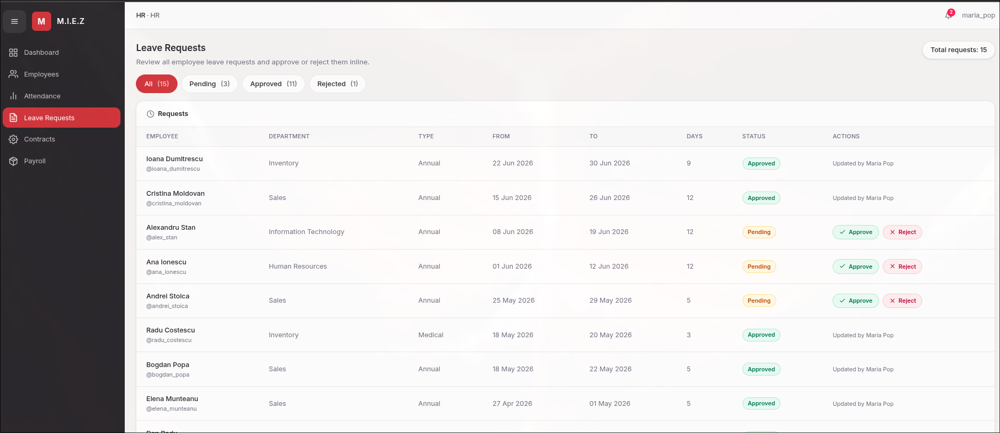 M M.I.E.Z
HR · HR
2 maria_pop
Dashboard
Employees
Attendance
Leave Requests
Contracts
Payroll
Leave Requests
Total requests: 15
Review all employee leave requests and approve or reject them inline.
All (15) Pending (3) Approved (11) Rejected (1)
Requests
EMPLOYEE DEPARTMENT TYPE FROM TO DAYS STATUS ACTIONS
Ioana Dumitrescu
@ioana_dumitrescu
Inventory Annual 22 Jun 2026 30 Jun 2026 9 Approved Updated by Maria Pop
Cristina Moldovan
@cristina_moldovan
Sales Annual 15 Jun 2026 26 Jun 2026 12 Approved Updated by Maria Pop
Alexandru Stan
@alex_stan
Information Technology Annual 08 Jun 2026 19 Jun 2026 12 Pending Approve Reject
Ana Ionescu
@ana_ionescu
Human Resources Annual 01 Jun 2026 12 Jun 2026 12 Pending Approve Reject
Andrei Stoica
@andrei_stoica
Sales Annual 25 May 2026 29 May 2026 5 Pending Approve Reject
Radu Costescu
@radu_costescu
Inventory Medical 18 May 2026 20 May 2026 3 Approved Updated by Maria Pop
Bogdan Popa
@bogdan_popa
Sales Annual 18 May 2026 22 May 2026 5 Approved Updated by Maria Pop
Elena Munteanu
@elena_munteanu
Sales Annual 27 Apr 2026 01 May 2026 5 Approved Updated by Maria Pop